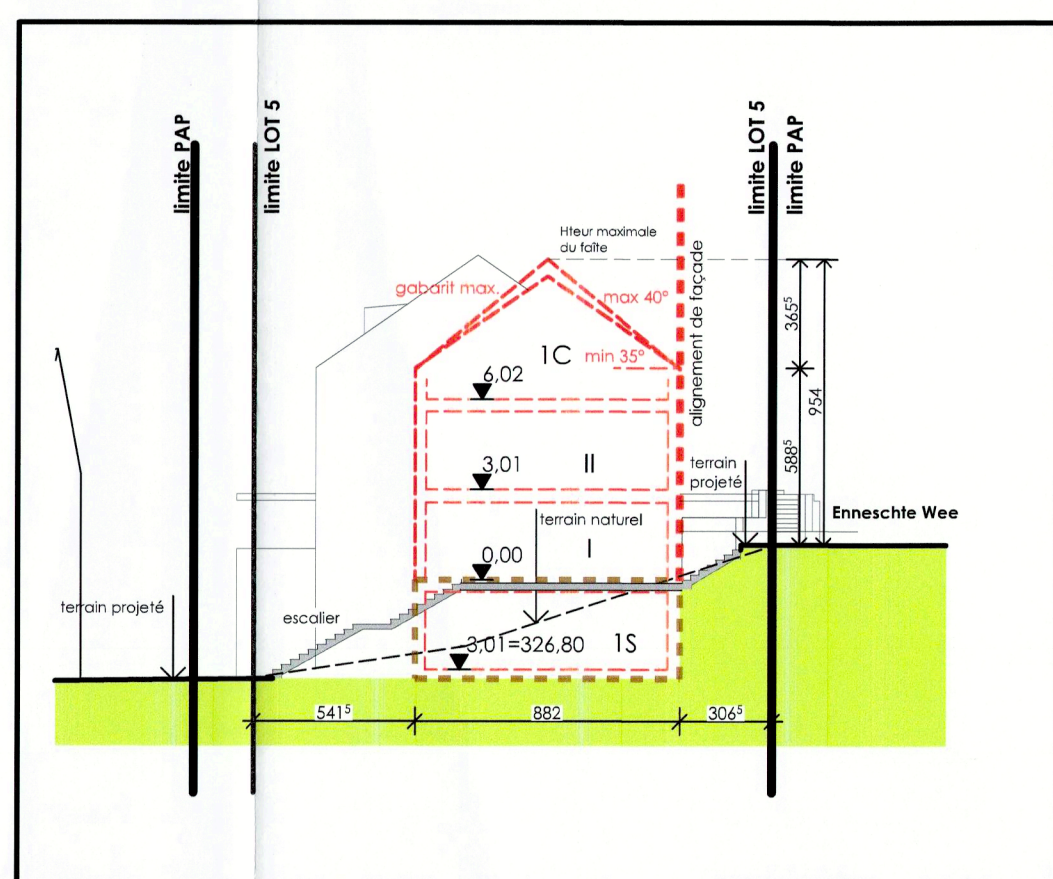 limite PAP
limite LOT 5
limite LOT 5
limite PAP
Hteur maximale
du faîte
alignement de façade
gabarit max.
max 40°
365⁵
1C
min 35°
6,02
954
588⁵
3,01
II
terrain
projeté
Enneschte Wee
terrain naturel
0,00
I
terrain projeté
escalier
3,01=326,80
1S
541⁵
882
306⁵